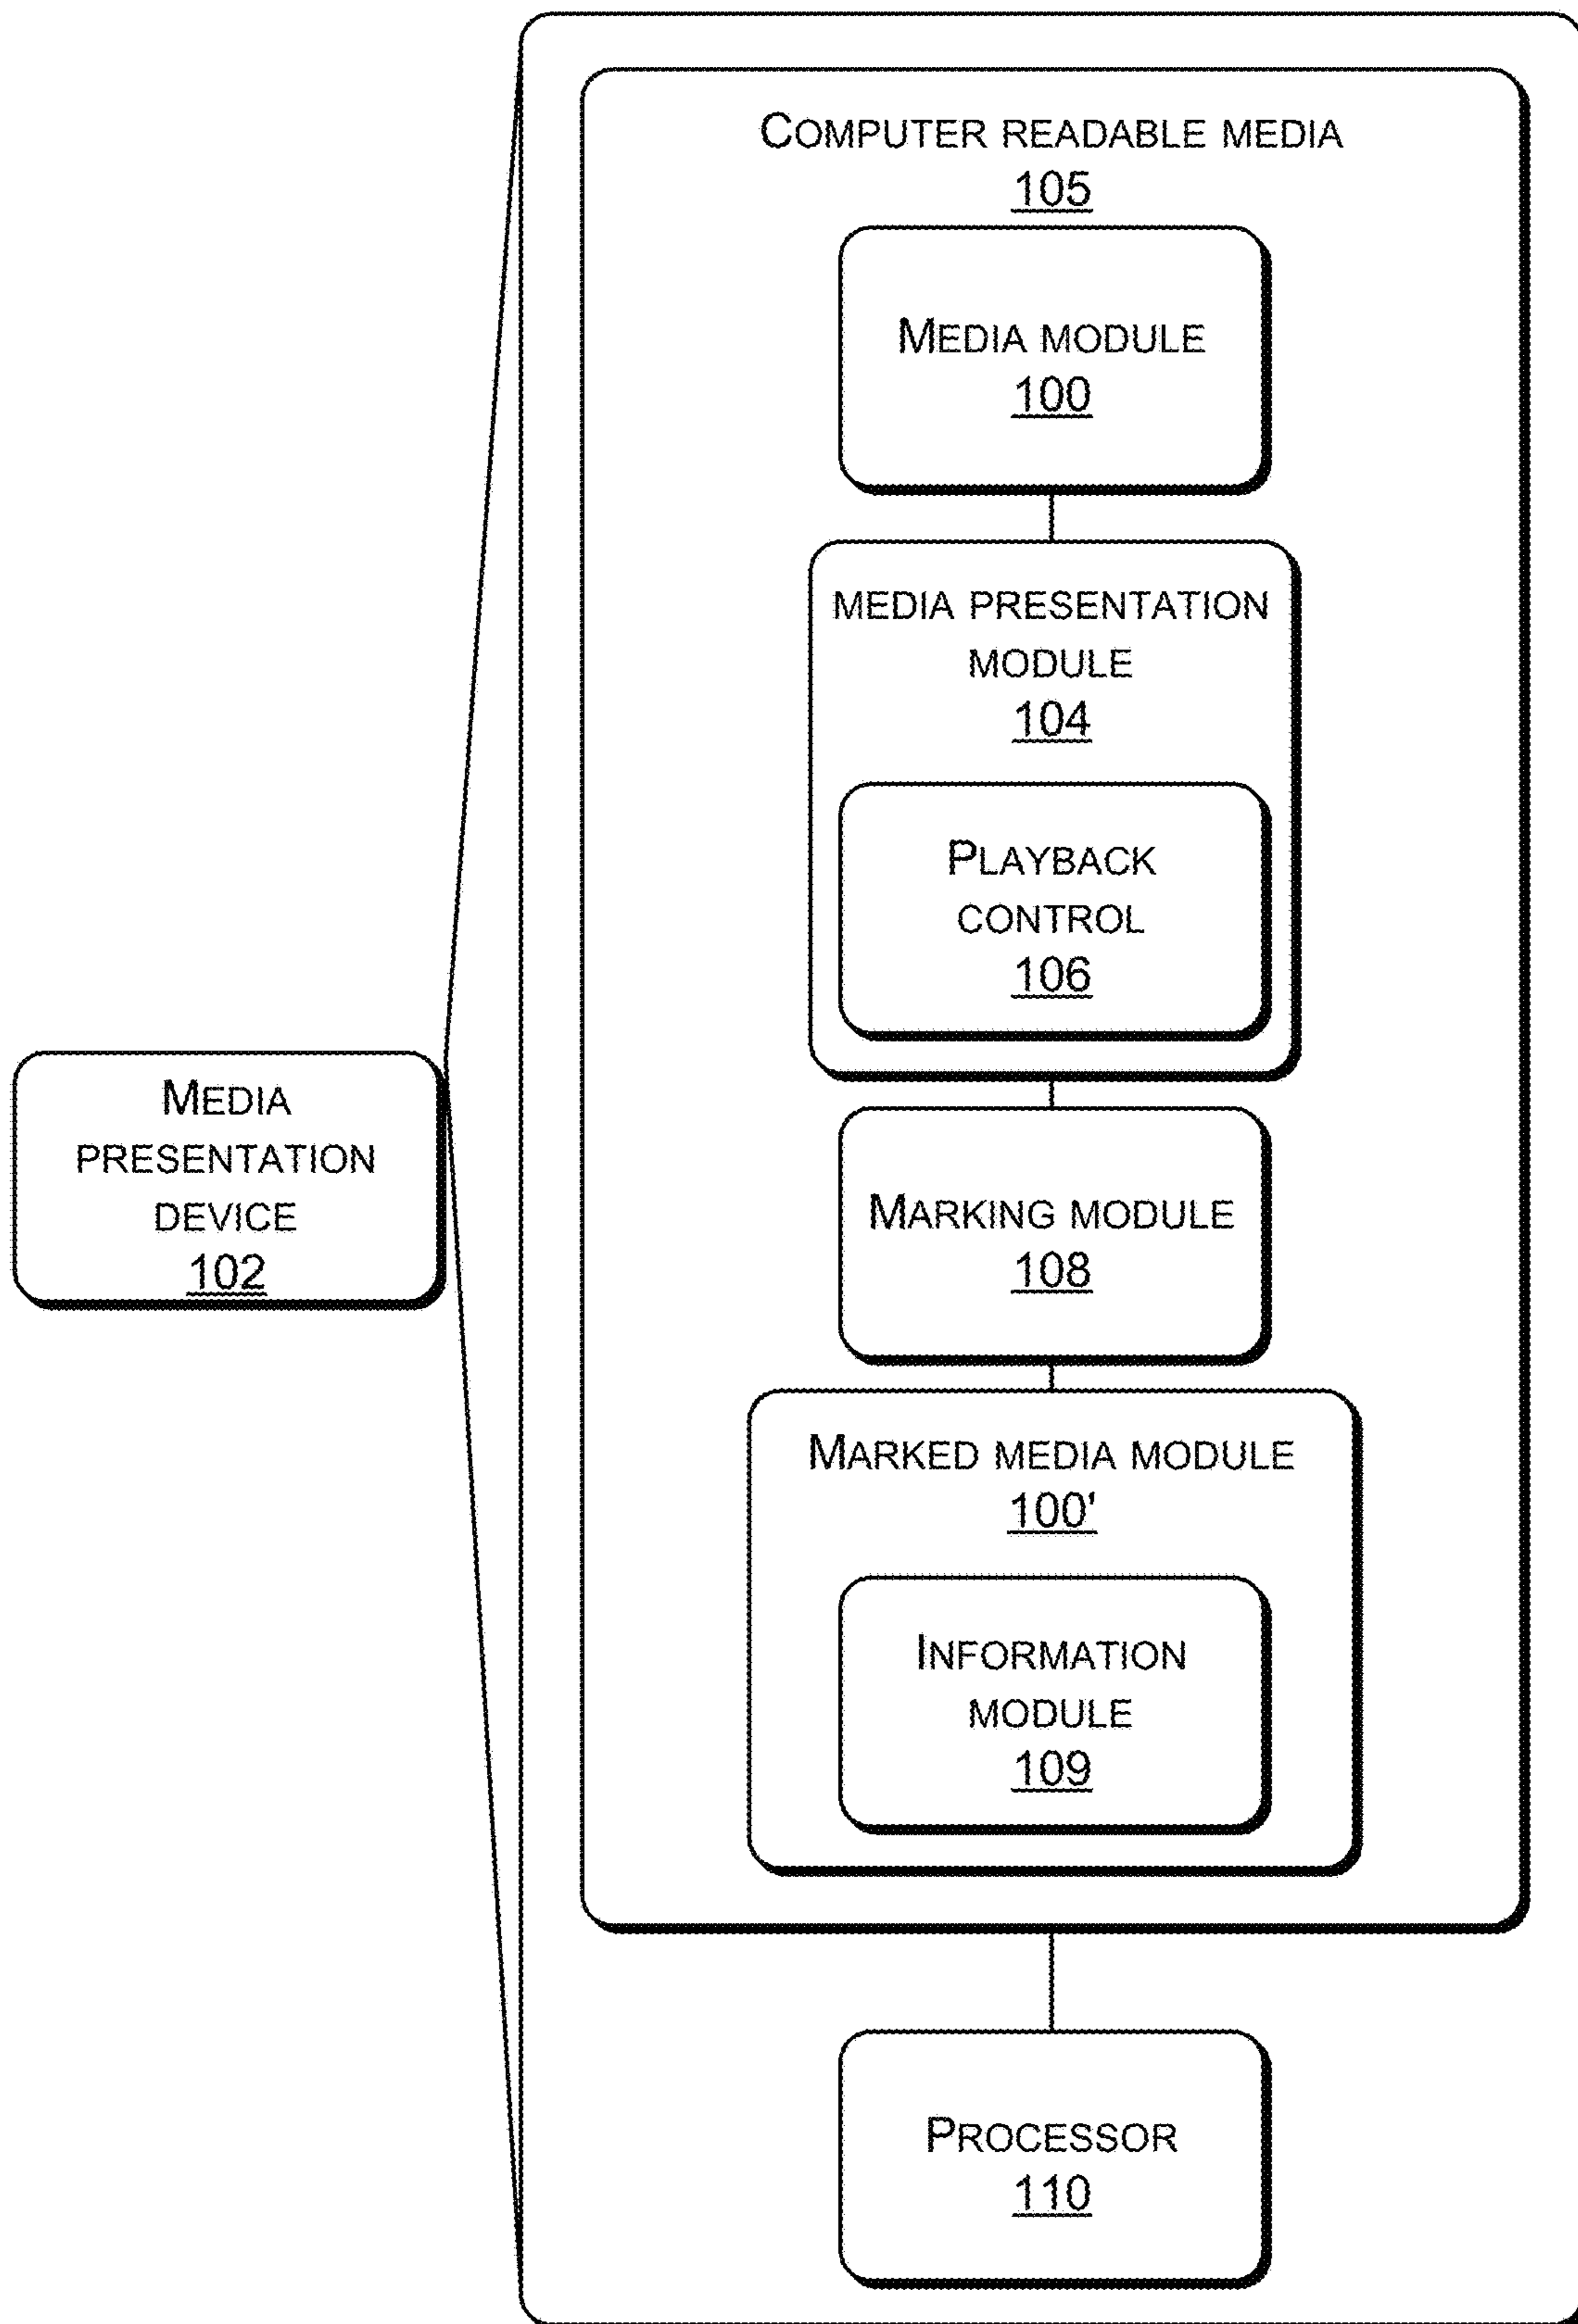 COMPUTER READABLE MEDIA
105
MEDIA MODULE
100
MEDIA PRESENTATION
MODULE
104
PLAYBACK
CONTROL
106
MEDIA
PRESENTATION
DEVICE
102
MARKING MODULE
108
MARKED MEDIA MODULE
100'
INFORMATION
MODULE
109
PROCESSOR
110